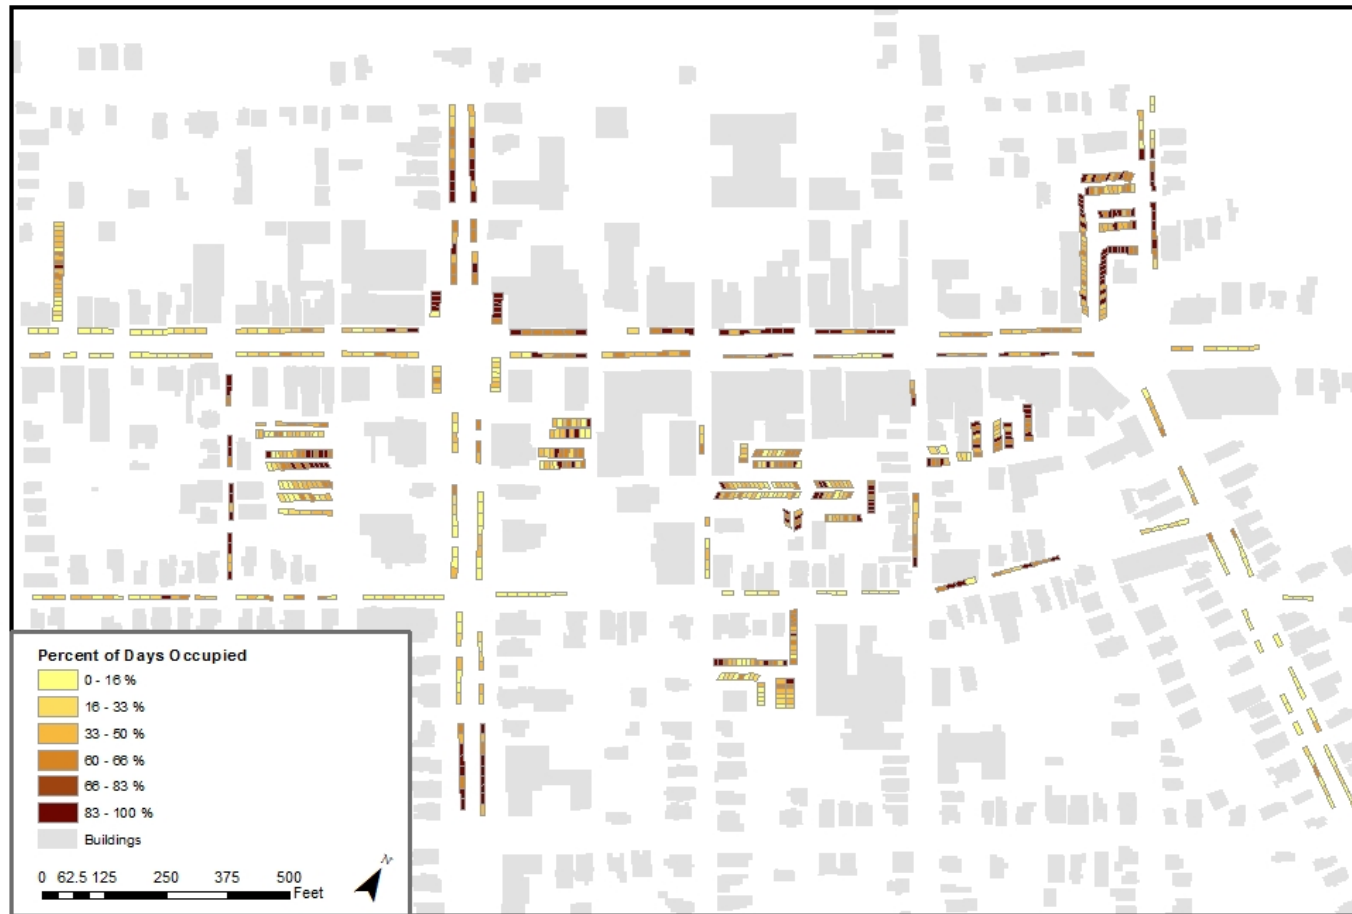 Percent of Days Occupied
0 - 16 %
16 - 33 %
33 - 50 %
60 - 66 %
66 - 83 %
83 - 100 %
Buildings
N
0 62.5 125 250 375 500
Feet